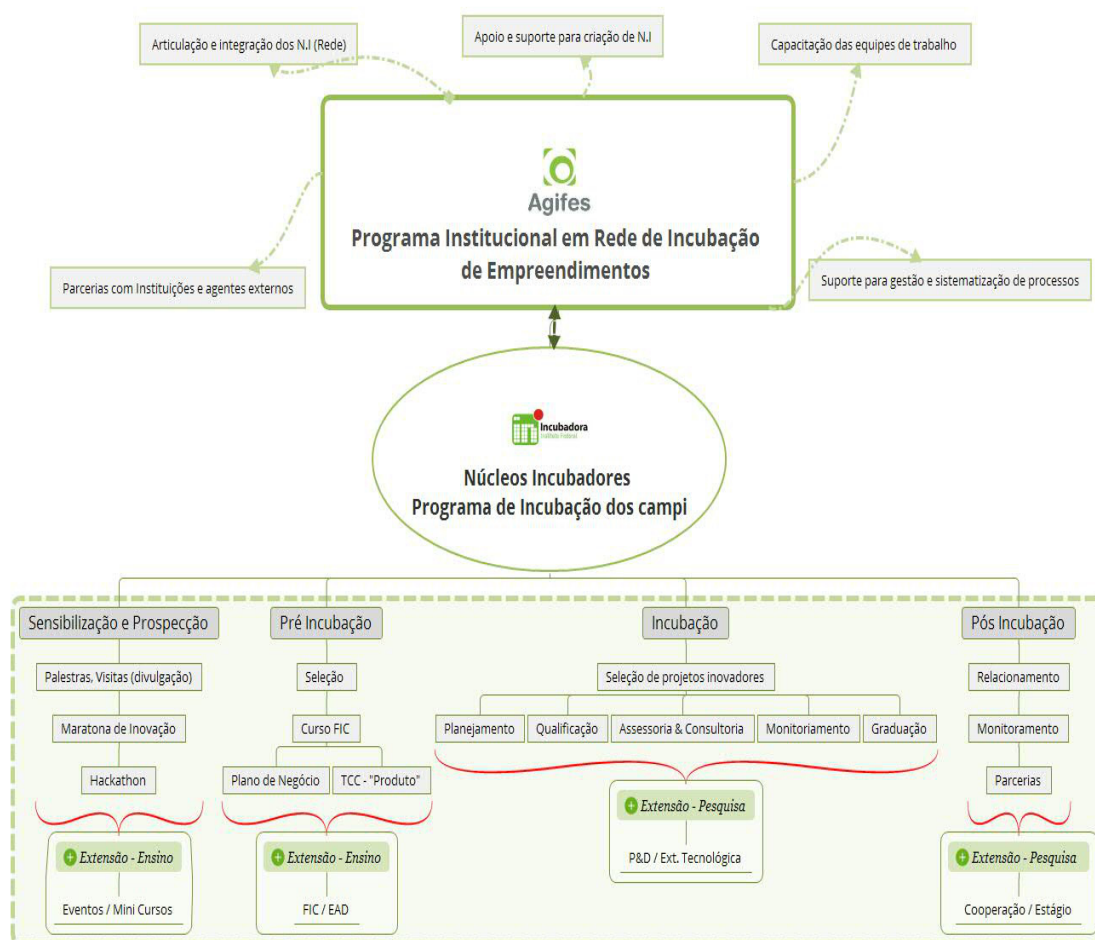 Articulação e integração dos N.I (Rede)
Apoio e suporte para criação de N.I
Capacitação das equipes de trabalho
Agifes
Programa Institucional em Rede de Incubação
de Empreendimentos
Parcerias com Instituições e agentes externos
Suporte para gestão e sistematização de processos
Incubadora
Instituto Federal
Núcleos Incubadores
Programa de Incubação dos campi
Sensibilização e Prospecção
Pré Incubação
Incubação
Pós Incubação
Palestras, Visitas (divulgação)
Seleção
Seleção de projetos inovadores
Relacionamento
Maratona de Inovação
Curso FIC
Planejamento
Qualificação
Assessoria & Consultoria
Monitoriamento
Graduação
Monitoramento
Hackathon
Plano de Negócio
TCC - "Produto"
Parcerias
Extensão - Ensino
Extensão - Ensino
Extensão - Pesquisa
Extensão - Pesquisa
Eventos / Mini Cursos
FIC / EAD
P&D / Ext. Tecnológica
Cooperação / Estágio